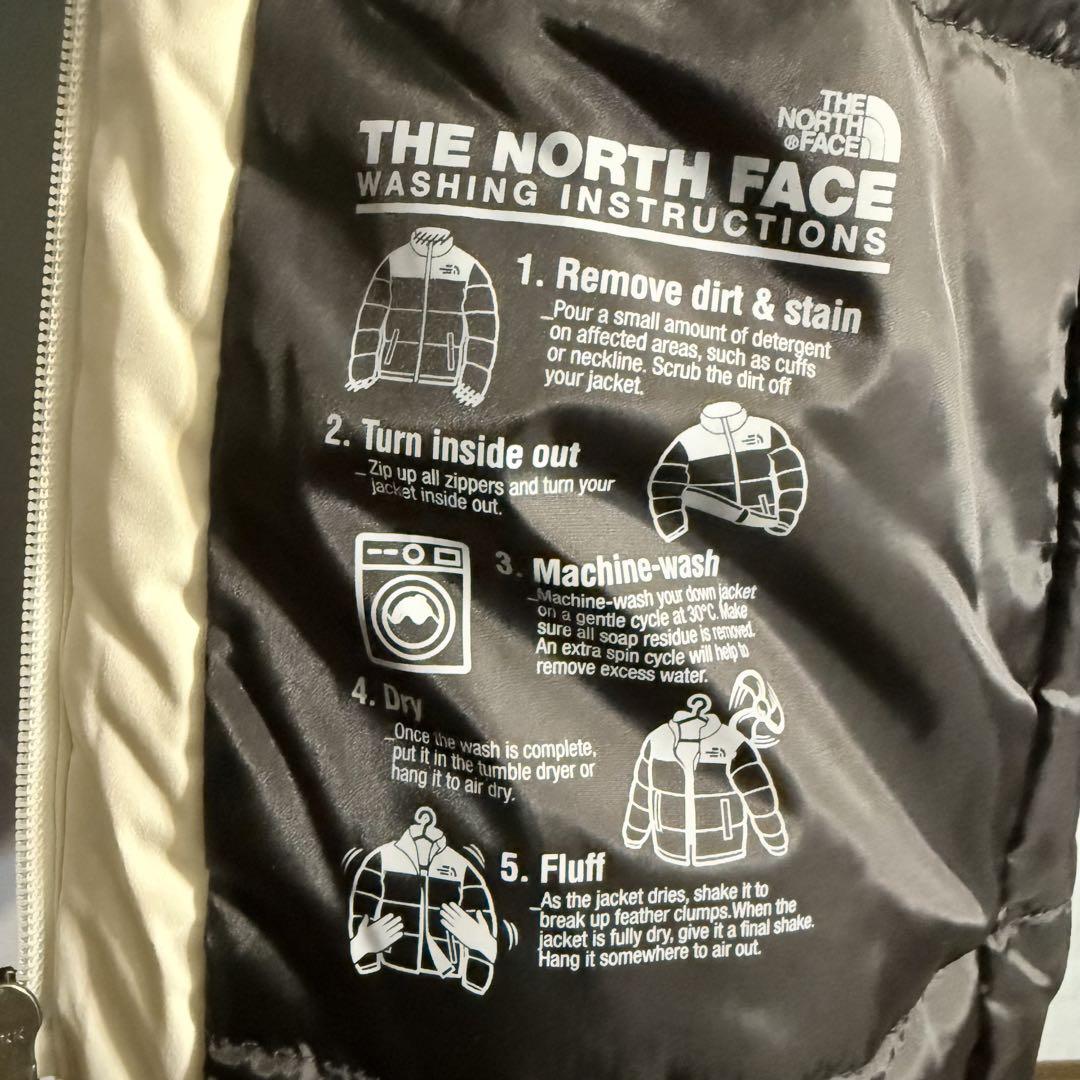 THE
NORTH
®FACE
THE NORTH FACE
WASHING INSTRUCTIONS
1. Remove dirt & stain
_Pour a small amount of detergent
on affected areas, such as cuffs
or neckline. Scrub the dirt off
your jacket.
2. Turn inside out
_Zip up all zippers and turn your
jacket inside out.
3. Machine-wash
_Machine-wash your down jacket
on a gentle cycle at 30°C. Make
sure all soap residue is removed.
An extra spin cycle will help to
remove excess water.
4. Dry
_Once the wash is complete,
put it in the tumble dryer or
hang it to air dry.
5. Fluff
_As the jacket dries, shake it to
break up feather clumps.When the
jacket is fully dry, give it a final shake.
Hang it somewhere to air out.